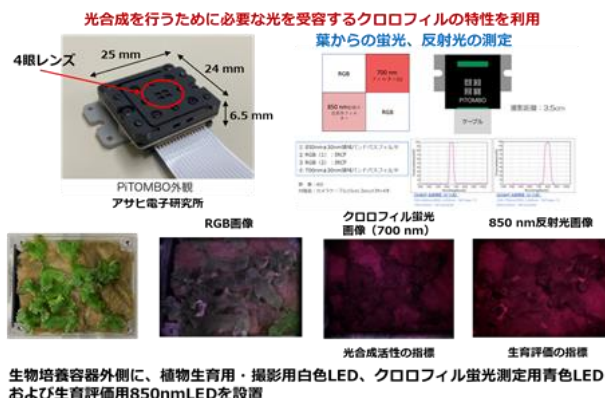 光合成を行うために必要な光を受容するクロロフィルの特性を利用
葉からの蛍光、反射光の測定
4眼レンズ
25 mm
24 mm
6.5 mm
PiTOMBO外観
アサヒ電子研究所
RGB
700 nm
850 nm
RGB
PiTOMBO
ケーブル
撮影距離：3.5cm
RGB画像
クロロフィル蛍光
画像（700 nm）
850 nm反射光画像
光合成活性の指標
生育評価の指標
生物培養容器外側に、植物生育用・撮影用白色LED、クロロフィル蛍光測定用青色LED
および生育評価用850nmLEDを設置